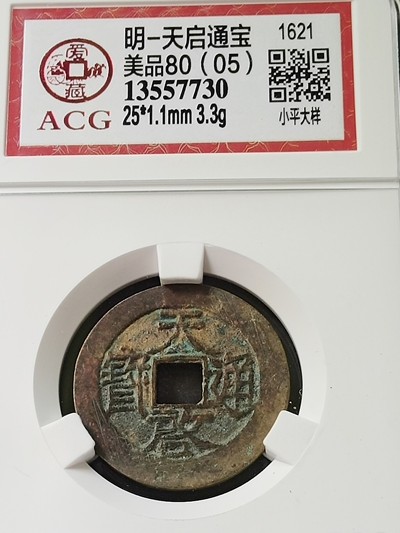 爱藏
ACG
明-天启通宝
美品80（05）
13557730
25*1.1mm 3.3g
1621
小平大样
天啓通寶